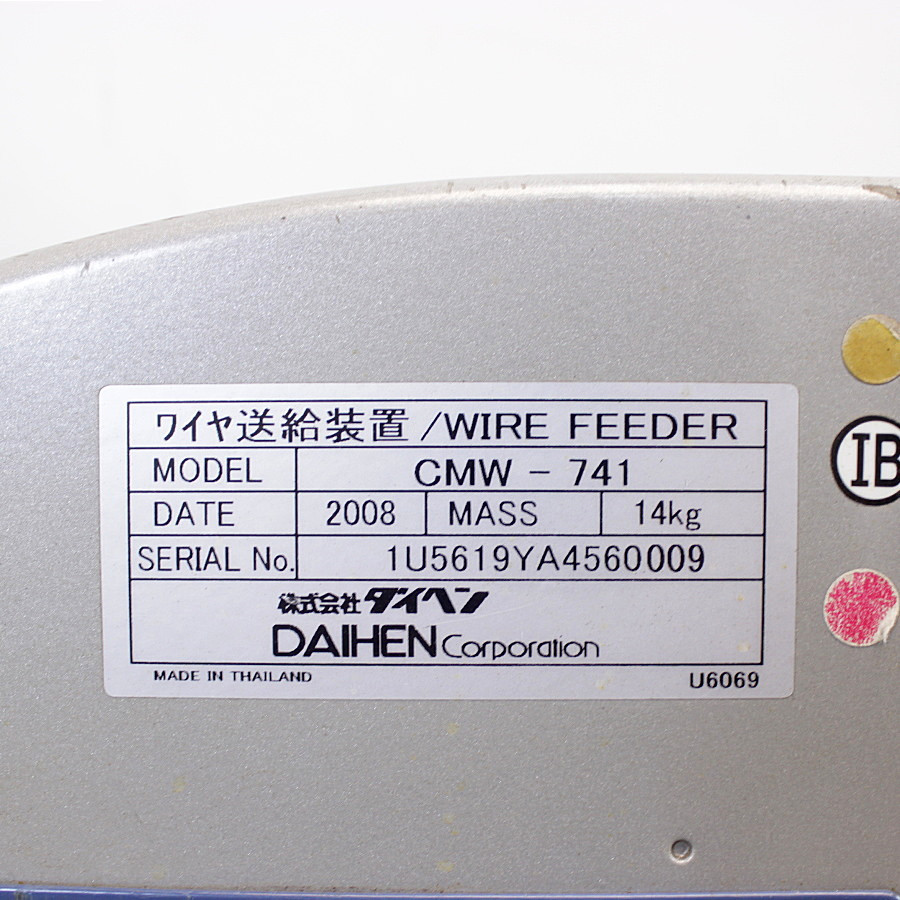 ワイヤ送給装置/WIRE FEEDER
MODEL CMW - 741
DATE 2008 MASS 14kg
SERIAL No. 1U5619YA4560009
株式会社ダイヘン
DAIHEN Corporation
MADE IN THAILAND U6069
IB